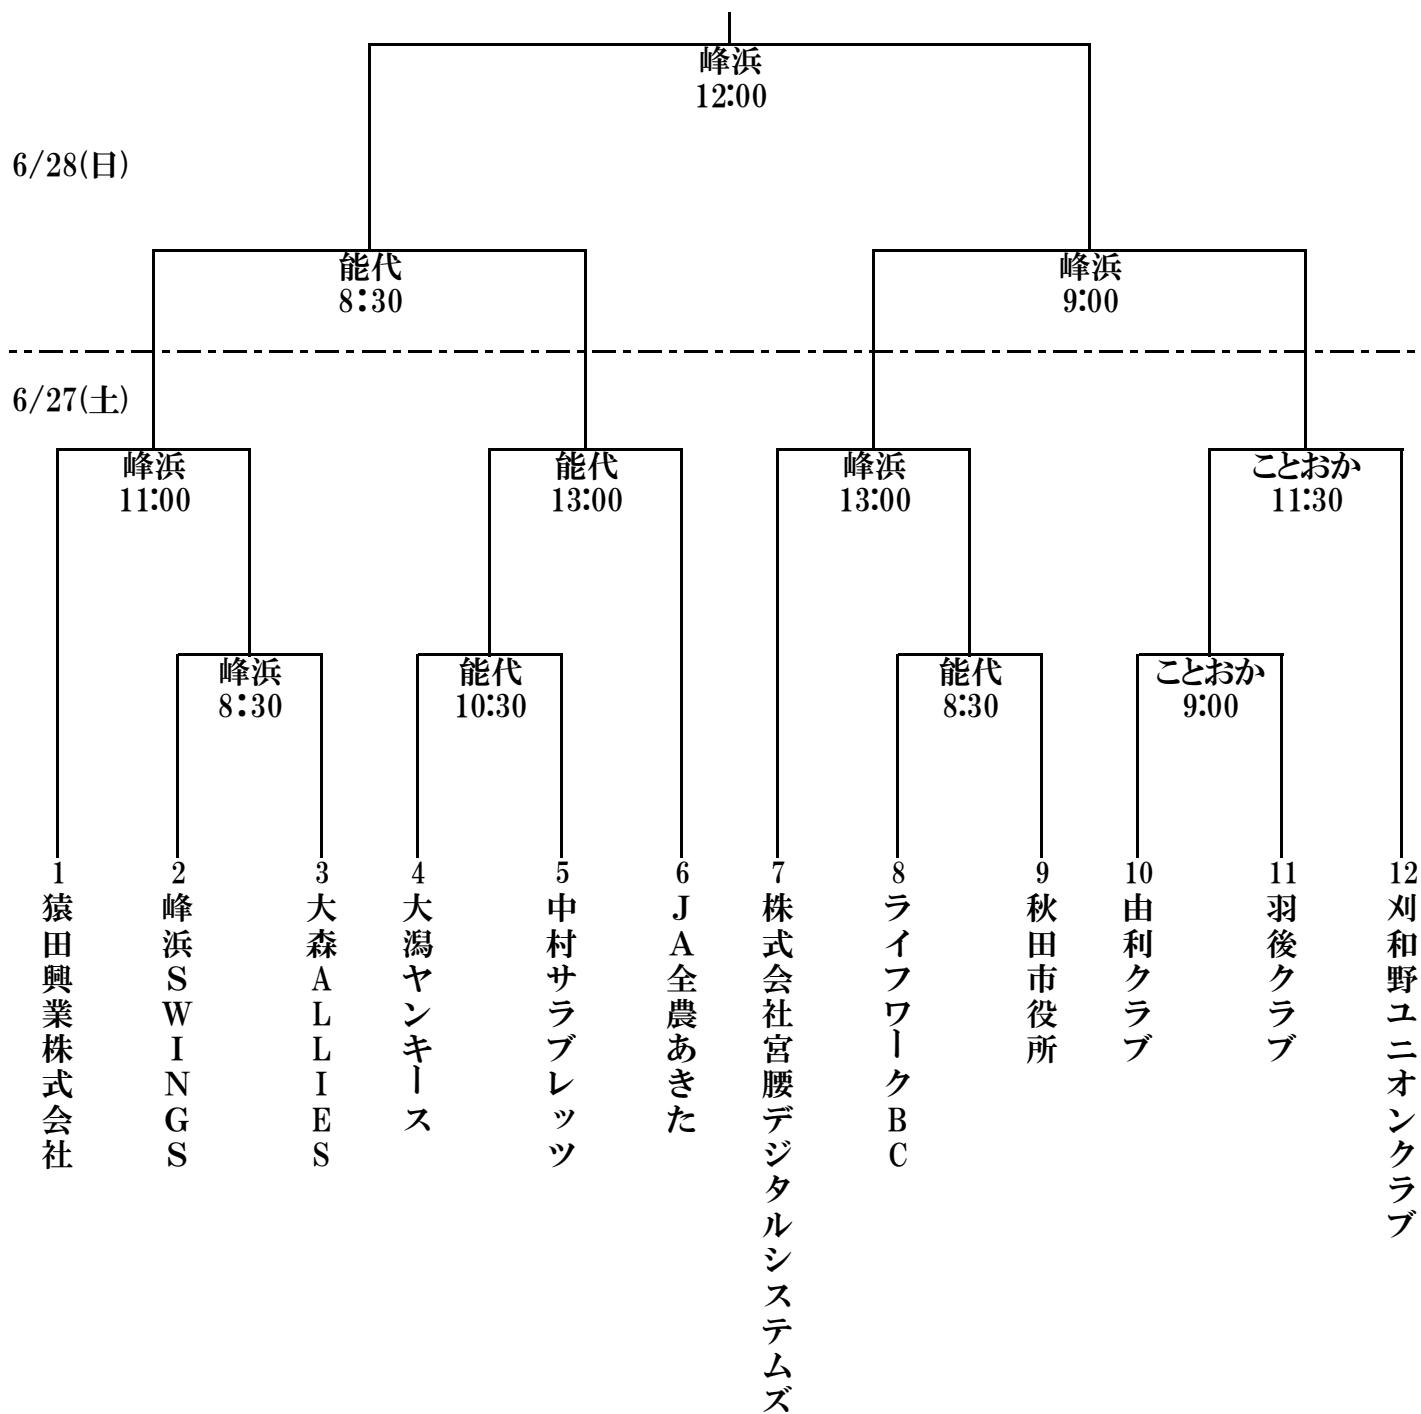 峰浜
12:00
6/28(日)
能代
8:30
峰浜
9:00
6/27(土)
峰浜
11:00
能代
13:00
峰浜
13:00
ことおか
11:30
峰浜
8:30
能代
10:30
能代
8:30
ことおか
9:00
1
猿田興業株式会社
2
峰浜SWINGS
3
大森ALLIES
4
大潟ヤンキース
5
中村サラブレッツ
6
JA全農あきた
7
株式会社宮腰デジタルシステムズ
8
ライフワークBC
9
秋田市役所
10
由利クラブ
11
羽後クラブ
12
刈和野ユニオンクラブ